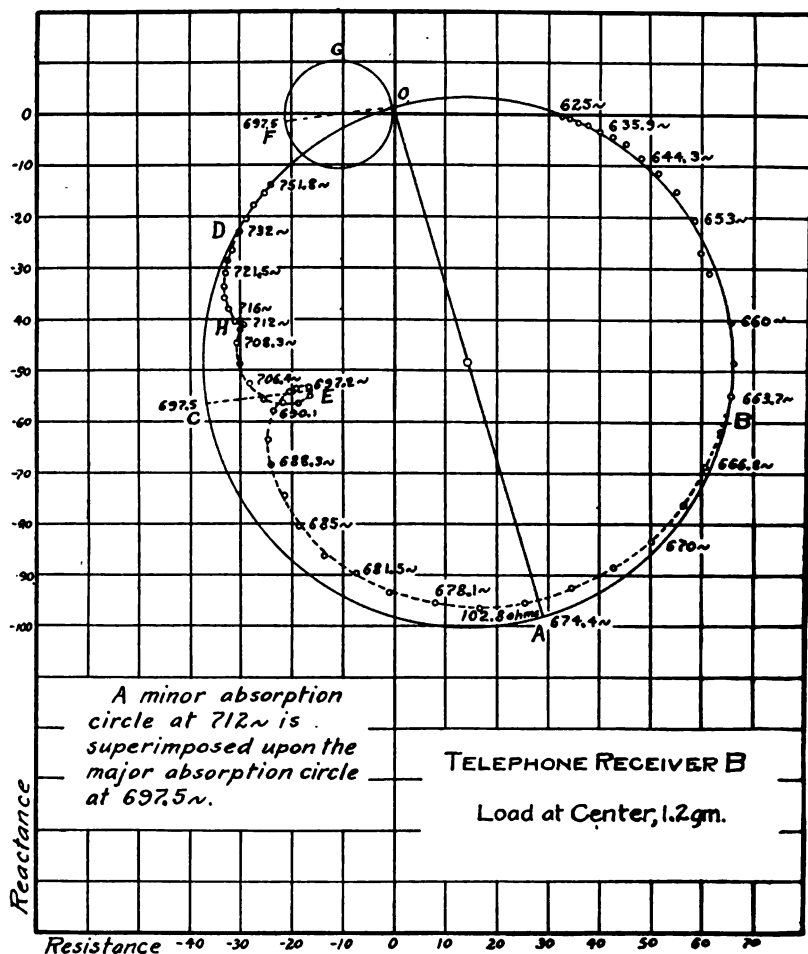 G
O
0
697.5
F
625~
635.9~
644.3~
-10
751.8~
-20
D
732~
653~
-30
721.5~
716~
-40
H
712~
660~
708.3~
-50
706.4~
697.2~
697.5
E
663.7~
C
690.1
B
-60
666.8~
-70
688.3~
-80
685~
670~
-90
681.5~
678.1~
102.8 ohms
-100
A
674.4~
A minor absorption
circle at 712~ is
superimposed upon the
major absorption circle
at 697.5~.
TELEPHONE RECEIVER B
Load at Center, 1.2gm.
Reactance
Resistance -40 -30 -20 -10 0 10 20 30 40 50 60 70